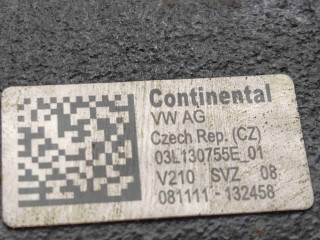 Continental
VW AG
Czech Rep. (CZ)
03L130755E_01
V210 SVZ 08
081111 - 132458